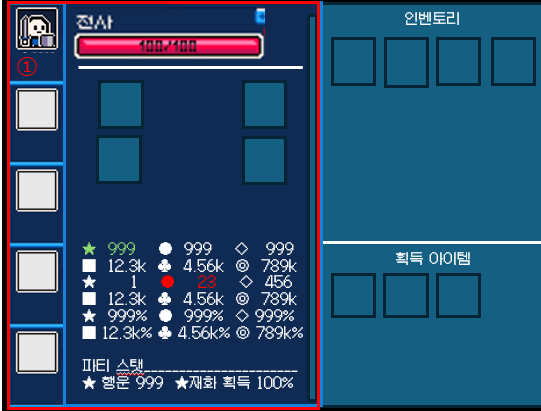 전사
100/100
①
★ 999 ● 999 ◇ 999
■ 12.3k ♣ 4.56k ◎ 789k
★ 1 ● 23 ◇ 456
■ 12.3k ♣ 4.56k ◎ 789k
★ 999% ● 999% ◇ 999%
■ 12.3k% ♣ 4.56k% ◎ 789k%
파티 스탯
★ 행운 999 ★재화 획득 100%
인벤토리
획득 아이템